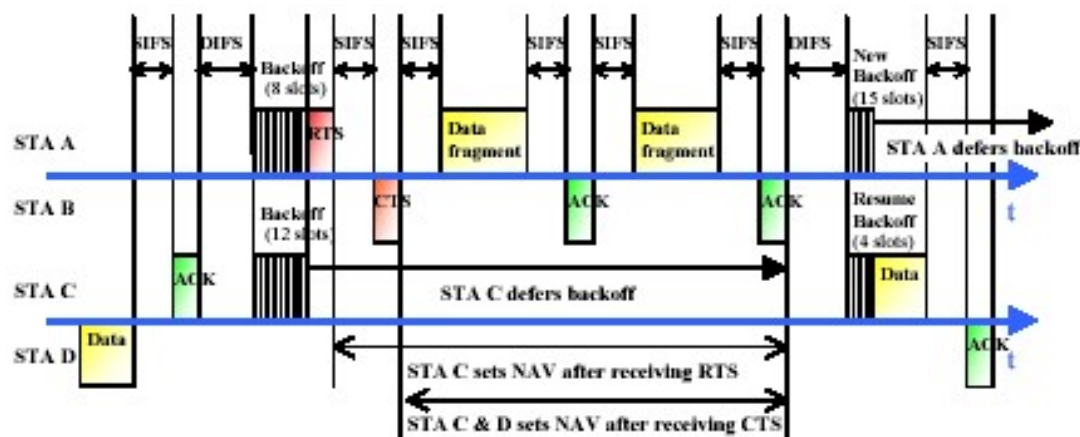 SIFS DIFS SIFS SIFS SIFS SIFS SIFS DIFS SIFS
Backoff
(8 slots)
New
Backoff
(15 slots)
STA A
RTS
Data
fragment
Data
fragment
STA A defers backoff
STA B
CTS
ACK
ACK
t
Backoff
(12 slots)
Resume
Backoff
(4 slots)
STA C
ACK
STA C defers backoff
Data
STA D
Data
ACK
t
STA C sets NAV after receiving RTS
STA C & D sets NAV after receiving CTS